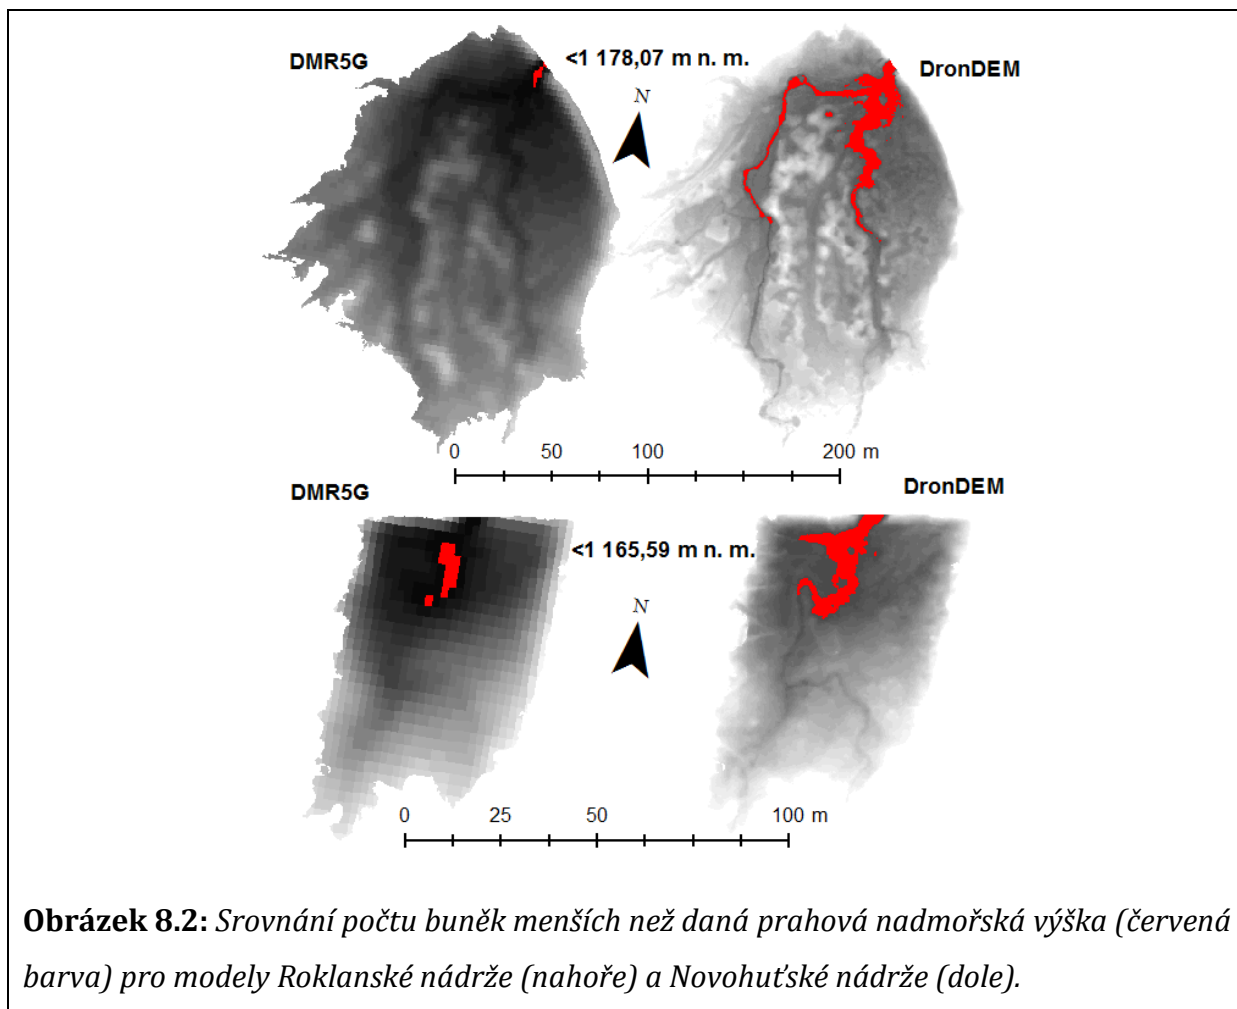 DMR5G
<1 178,07 m n. m.
DronDEM
N
0 50 100 200 m
DMR5G
DronDEM
<1 165,59 m n. m.
N
0 25 50 100 m
Obrázek 8.2: Srovnání počtu buněk menších než daná prahová nadmořská výška (červená
barva) pro modely Roklanské nádrže (nahoře) a Novohuťské nádrže (dole).